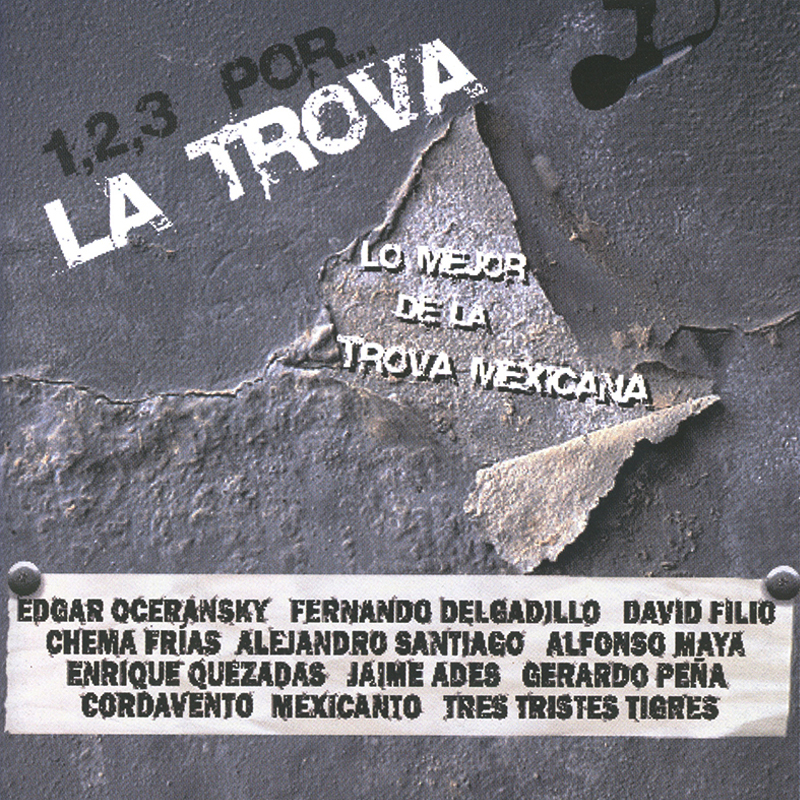 1,2,3 POR...
LA TROVA
LO MEJOR
DE LA
TROVA MEXICANA
EDGAR OCERANSKY FERNANDO DELGADILLO DAVID FILIO
CHEMA FRÍAS ALEJANDRO SANTIAGO ALFONSO MAYA
ENRIQUE QUEZADAS JAIME ADES GERARDO PEÑA
CORDAVENTO MEXICANTO TRES TRISTES TIGRES